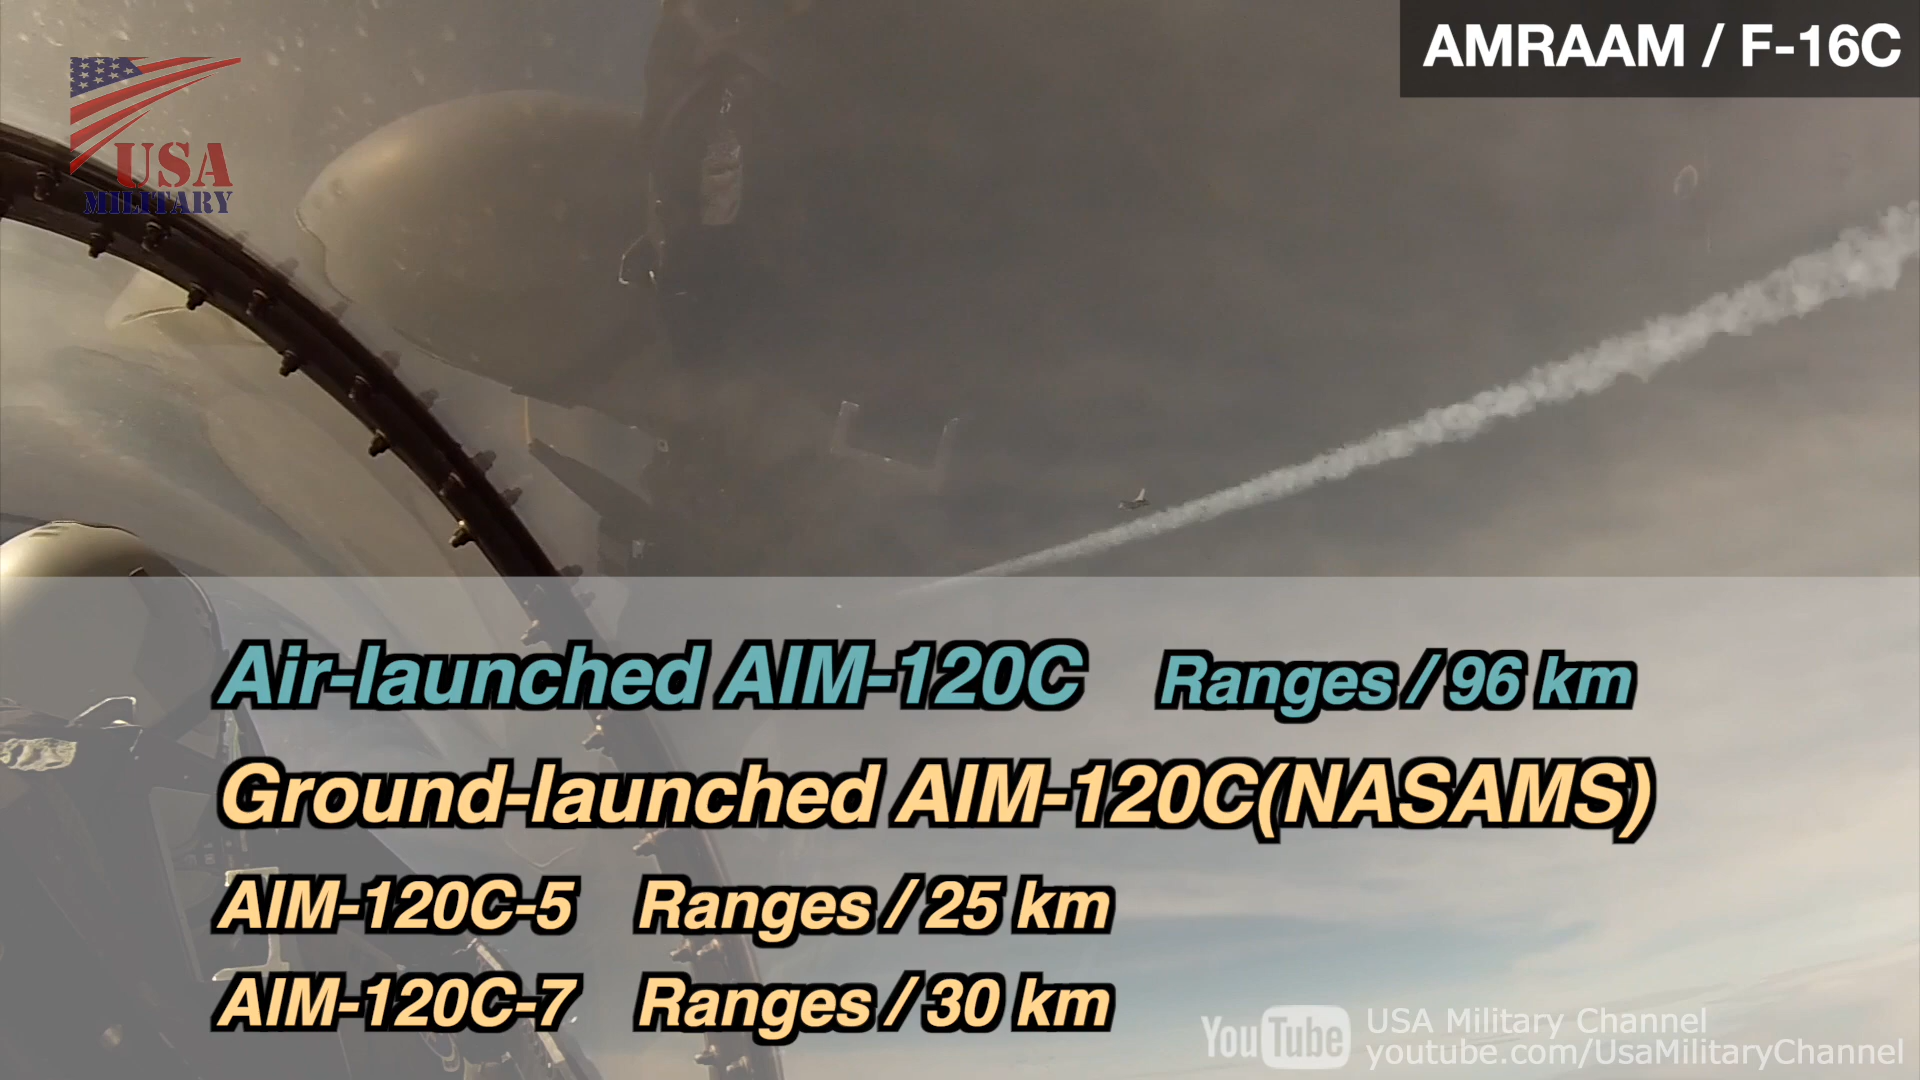 AMRAAM / F-16C
USA
MILITARY
Air-launched AIM-120C Ranges / 96 km
Ground-launched AIM-120C(NASAMS)
AIM-120C-5 Ranges / 25 km
AIM-120C-7 Ranges / 30 km
YouTube
USA Military Channel
youtube.com/UsaMilitaryChannel